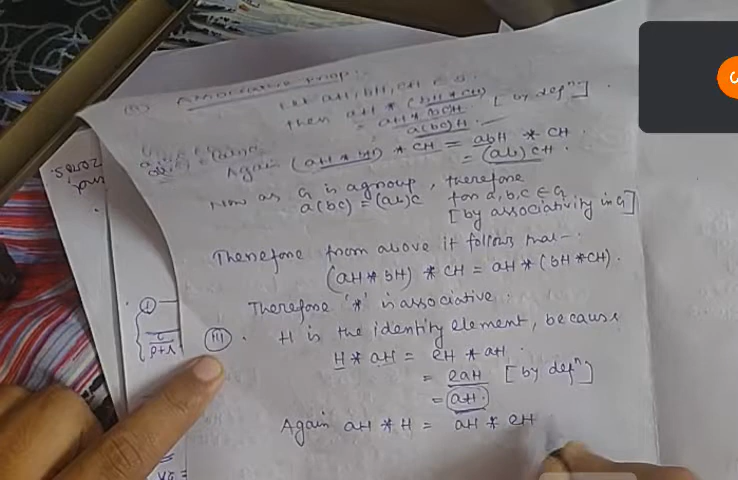 (ii) Associative Prop:
Let aH, bH, cH ∈ G.
then aH * (bH * cH)
= aH * bcH [by defⁿ].
a(bc)H.
Again (aH * bH) * cH = abH * cH.
= (ab)cH.
Now as G is a group, therefore
a(bc) = (ab)c for a,b,c ∈ G
[by associativity in G]
Therefore from above it follows that-
(aH * bH) * cH = aH * (bH * cH).
Therefore '*' is associative.
(iii). H is the identity element, because
H * aH = eH * aH.
= eaH [by defⁿ]
= aH.
Again aH * H = aH * eH